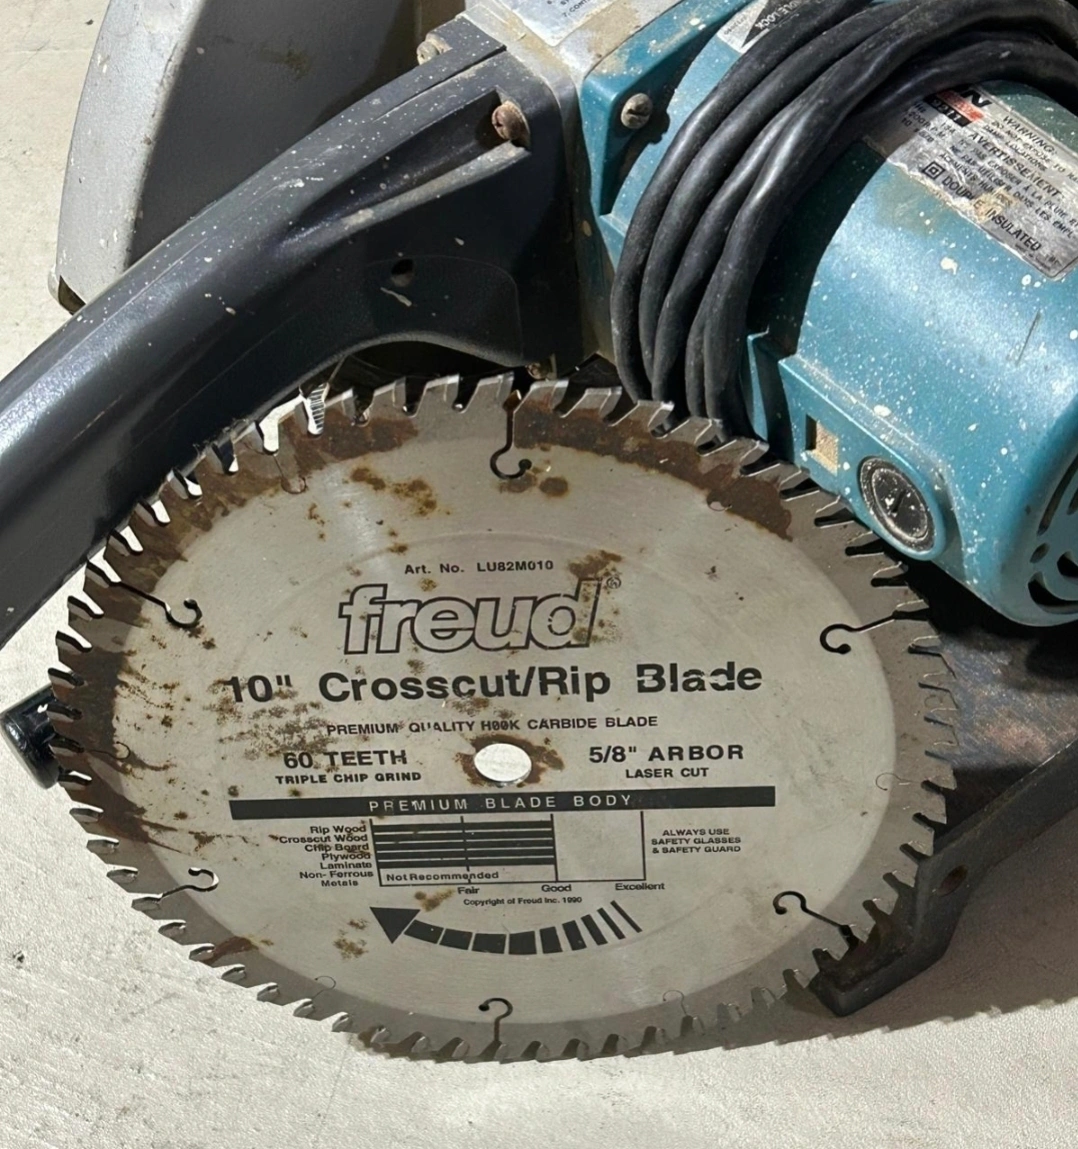 WARNING
AVERTISSEMENT
DOUBLE INSULATED
Art. No. LU82M010
freud®
10" Crosscut/Rip Blade
PREMIUM QUALITY HOOK CARBIDE BLADE
60 TEETH
TRIPLE CHIP GRIND
5/8" ARBOR
LASER CUT
PREMIUM BLADE BODY
Rip Wood
Crosscut Wood
Chip Board
Plywood
Laminate
Non-Ferrous
Metals
Not Recommended
Fair Good Excellent
ALWAYS USE
SAFETY GLASSES
& SAFETY GUARD
Copyright of Freud Inc. 1990